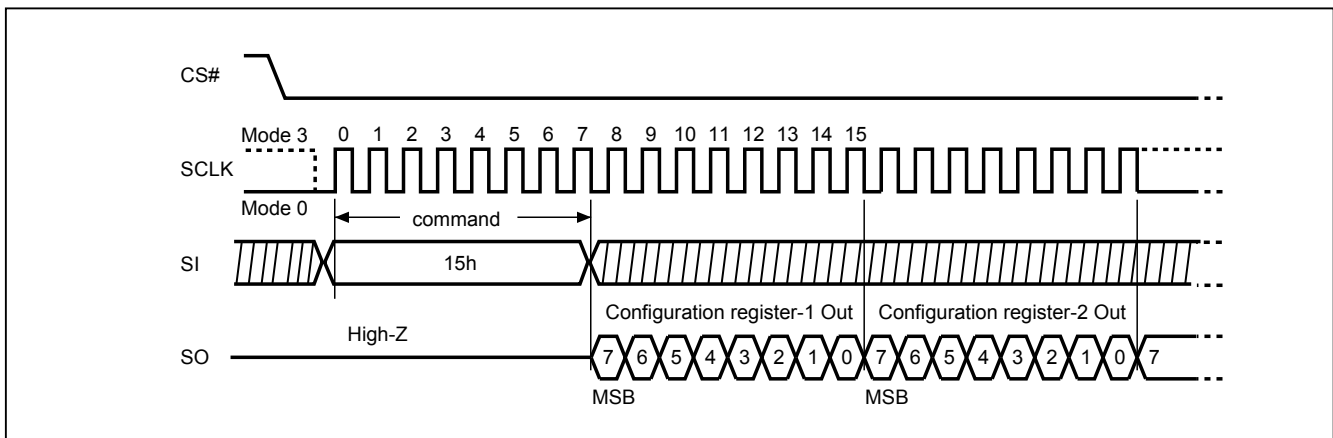 CS#
Mode 3
0 1 2 3 4 5 6 7 8 9 10 11 12 13 14 15
SCLK
Mode 0
command
SI
15h
Configuration register-1 Out
Configuration register-2 Out
High-Z
SO
7 6 5 4 3 2 1 0 7 6 5 4 3 2 1 0 7
MSB
MSB